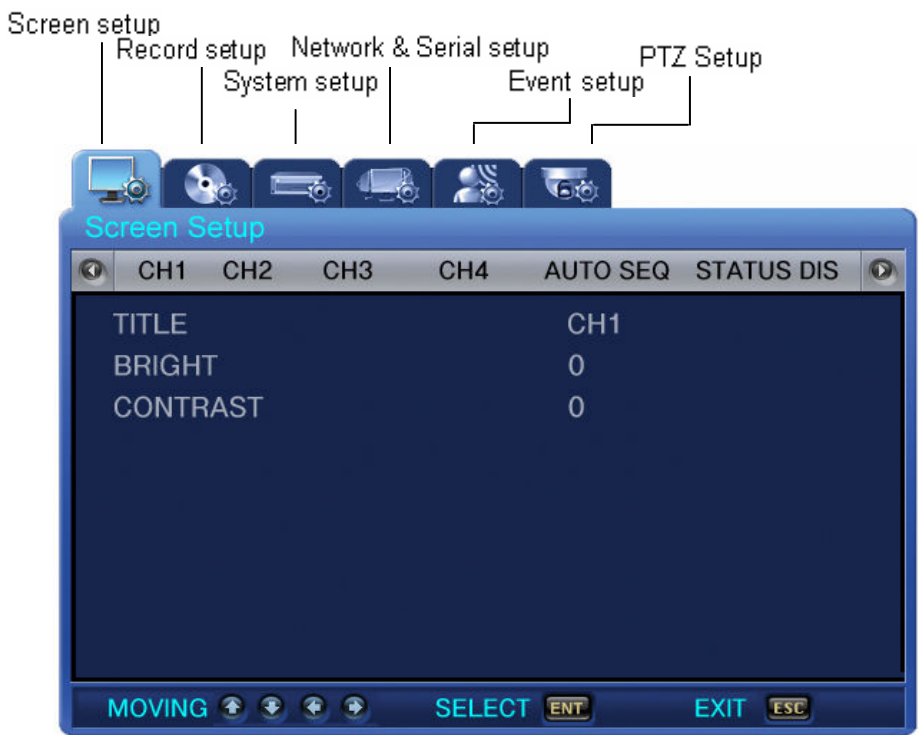 Screen setup
Record setup
Network & Serial setup
PTZ Setup
System setup
Event setup
Screen Setup
CH1 CH2 CH3 CH4 AUTO SEQ STATUS DIS
TITLE CH1
BRIGHT 0
CONTRAST 0
MOVING SELECT ENT EXIT ESC